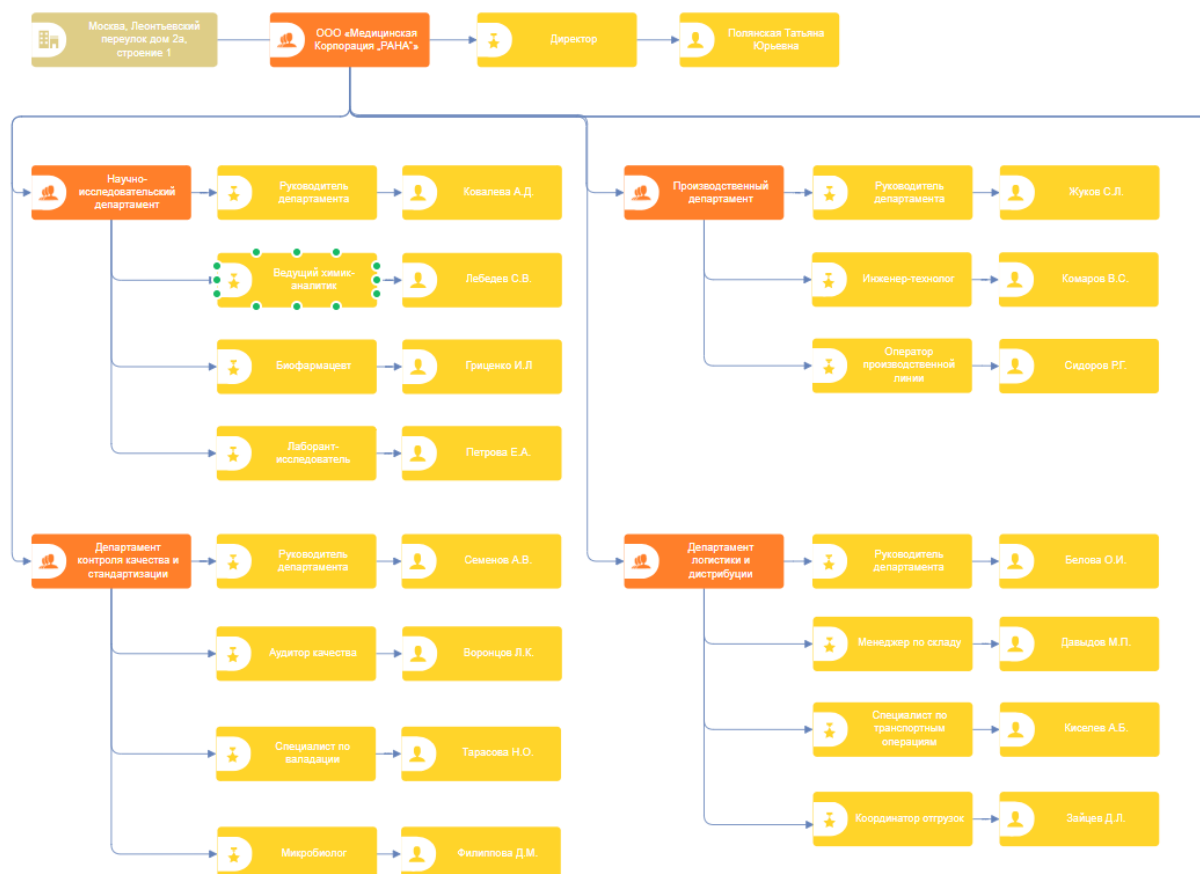 Москва, Леонтьевский
переулок дом 2а,
строение 1
ООО «Медицинская
Корпорация „РАНА"»
Директор
Полянская Татьяна
Юрьевна
Научно-
исследовательский
департамент
Руководитель
департамента
Ковалева А.Д.
Ведущий химик-
аналитик
Лебедев С.В.
Биофармацевт
Гриценко И.Л
Лаборант-
исследователь
Петрова Е.А.
Производственный
департамент
Руководитель
департамента
Жуков С.Л.
Инженер-технолог
Комаров В.С.
Оператор
производственной
линии
Сидоров Р.Г.
Департамент
контроля качества и
стандартизации
Руководитель
департамента
Семенов А.В.
Аудитор качества
Воронцов Л.К.
Специалист по
валадации
Тарасова Н.О.
Микробиолог
Филиппова Д.М.
Департамент
логистики и
дистрибуции
Руководитель
департамента
Белова О.И.
Менеджер по складу
Давыдов М.П.
Специалист по
транспортным
операциям
Киселев А.Б.
Координатор отгрузок
Зайцев Д.Л.